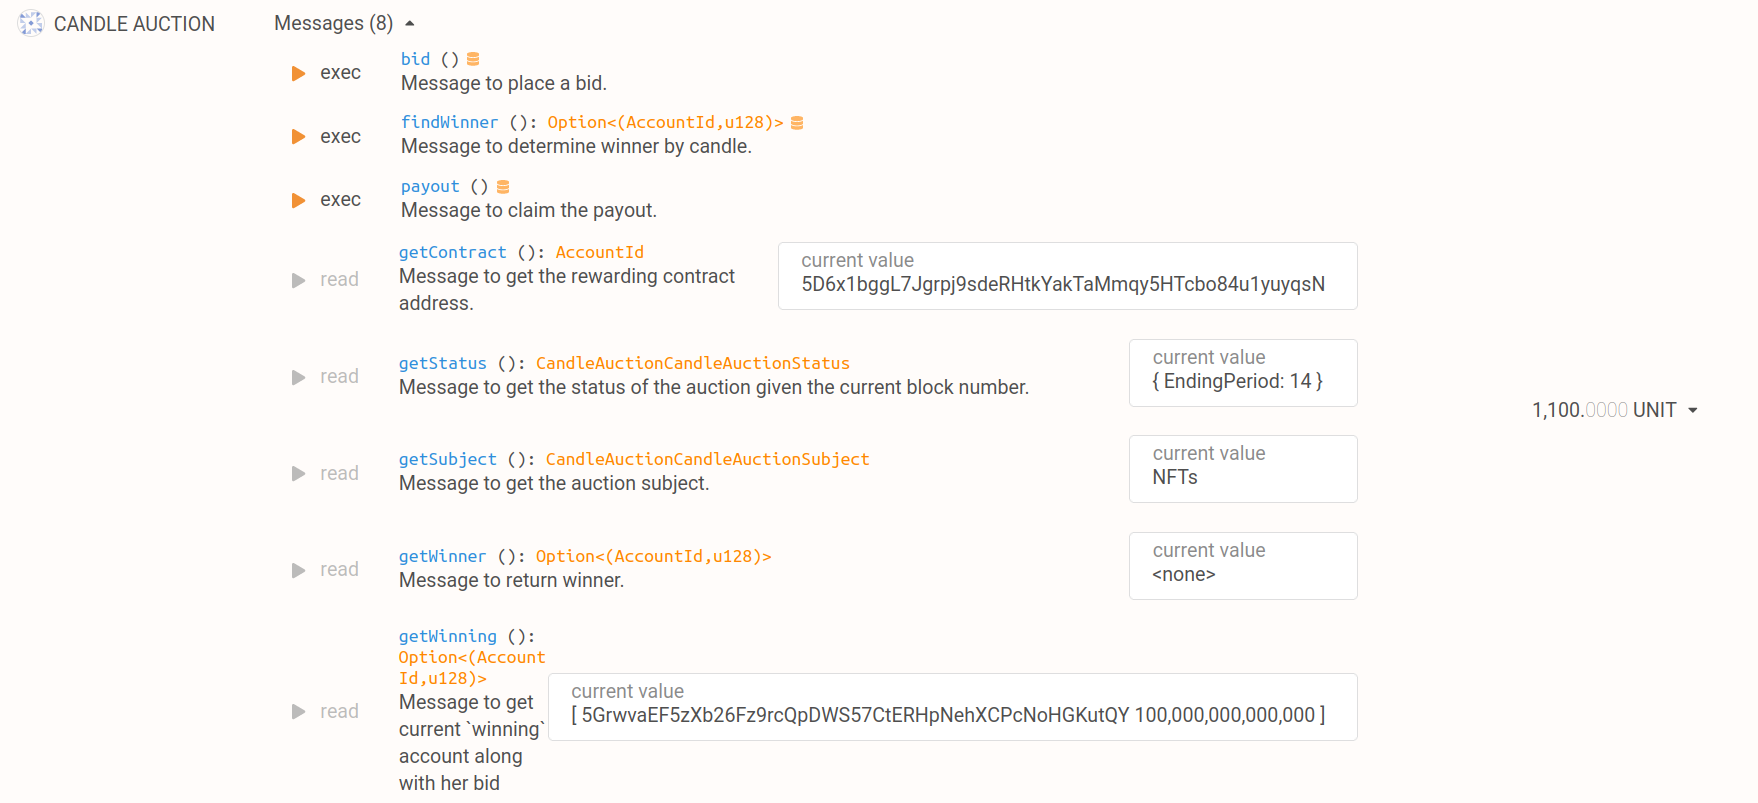 CANDLE AUCTION
Messages (8)
exec
bid ()
Message to place a bid.
exec
findWinner (): Option<(AccountId,u128)>
Message to determine winner by candle.
exec
payout ()
Message to claim the payout.
read
getContract (): AccountId
Message to get the rewarding contract
address.
current value
5D6x1bggL7Jgrpj9sdeRHtkYakTaMmqy5HTcbo84u1yuyqsN
read
getStatus (): CandleAuctionCandleAuctionStatus
Message to get the status of the auction given the current block number.
current value
{ EndingPeriod: 14 }
1,100.0000 UNIT
read
getSubject (): CandleAuctionCandleAuctionSubject
Message to get the auction subject.
current value
NFTs
read
getWinner (): Option<(AccountId,u128)>
Message to return winner.
current value
<none>
read
getWinning ():
Option<(Account
Id,u128)>
Message to get
current `winning`
account along
with her bid
current value
[ 5GrwvaEF5zXb26Fz9rcQpDWS57CtERHpNehXCPcNoHGKutQY 100,000,000,000,000 ]